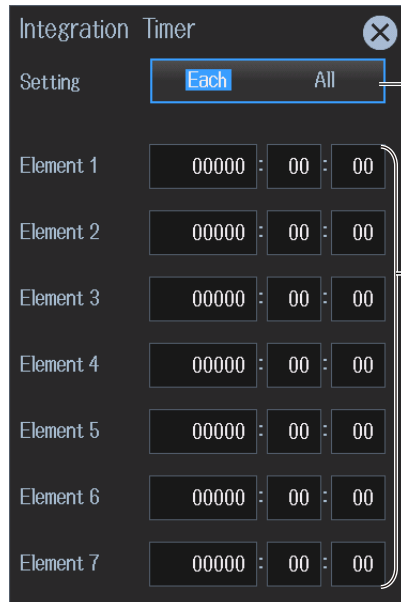 Integration Timer
Setting Each All
Element 1 00000 : 00 : 00
Element 2 00000 : 00 : 00
Element 3 00000 : 00 : 00
Element 4 00000 : 00 : 00
Element 5 00000 : 00 : 00
Element 6 00000 : 00 : 00
Element 7 00000 : 00 : 00